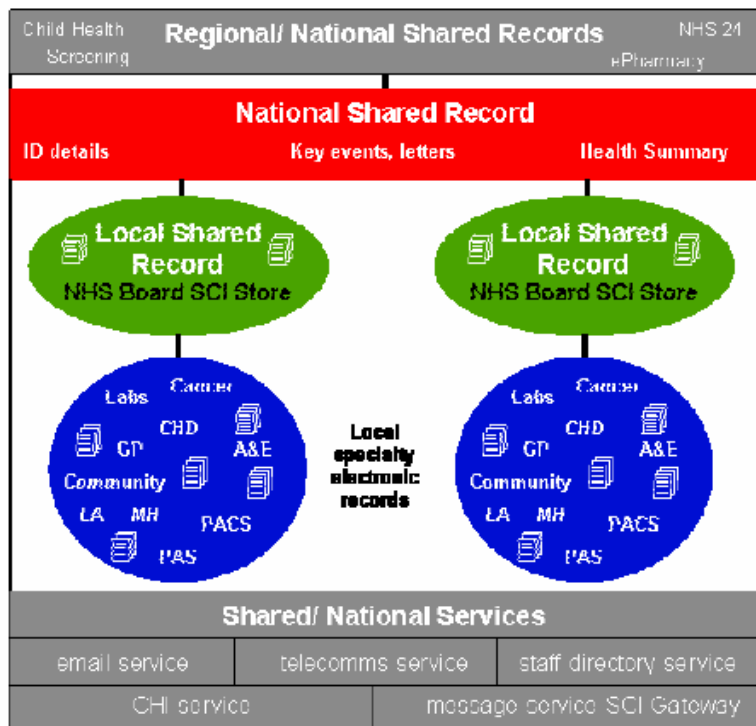 Child Health Regional/ National Shared Records NHS 24
Screening ePharmacy
National Shared Record
ID details Key events, letters Health Summary
Local Shared
Record
NHS Board SCI Store
Local Shared
Record
NHS Board SCI Store
Cancer
Labs
CHD
GP A&E
Community
LA MH PACS
PAS
Local
specialty
electronic
records
Cancer
Labs
CHD
GP A&E
Community
LA MH PACS
PAS
Shared/ National Services
email service telecomms service staff directory service
CHI service message service SCI Gateway